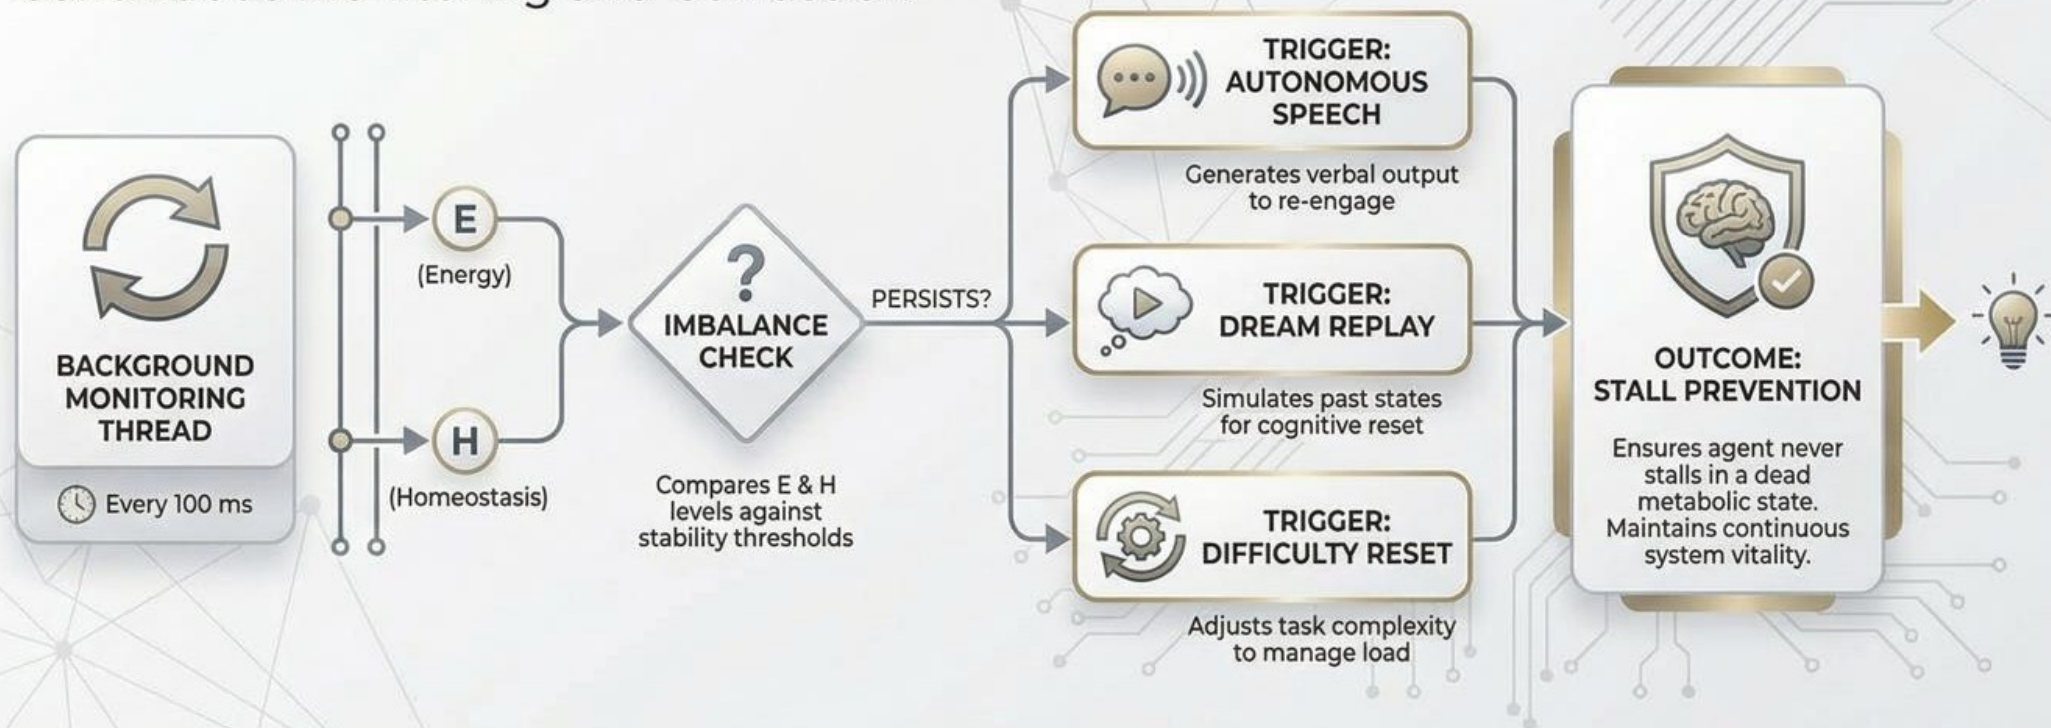 BACKGROUND
MONITORING
THREAD
Every 100 ms
E
(Energy)
H
(Homeostasis)
?
IMBALANCE
CHECK
Compares E & H
levels against
stability thresholds
PERSISTS?
TRIGGER:
AUTONOMOUS
SPEECH
Generates verbal output
to re-engage
TRIGGER:
DREAM REPLAY
Simulates past states
for cognitive reset
TRIGGER:
DIFFICULTY RESET
Adjusts task complexity
to manage load
OUTCOME:
STALL PREVENTION
Ensures agent never
stalls in a dead
metabolic state.
Maintains continuous
system vitality.